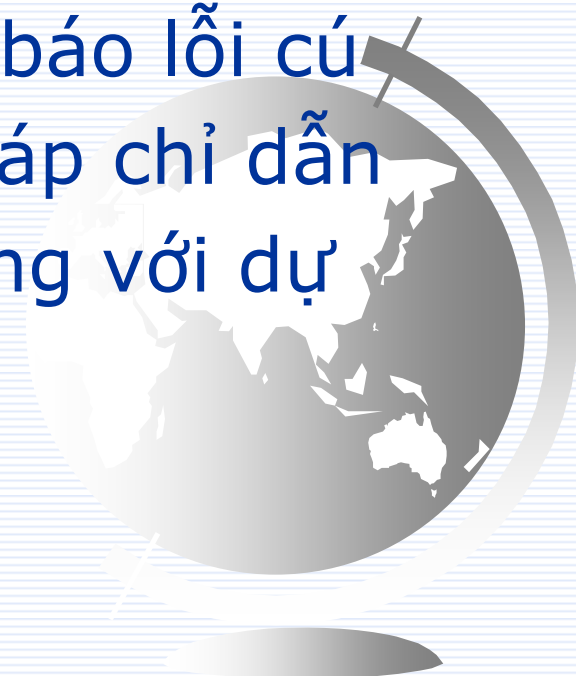 báo lỗi cú
áp chỉ dẫn
ng với dự